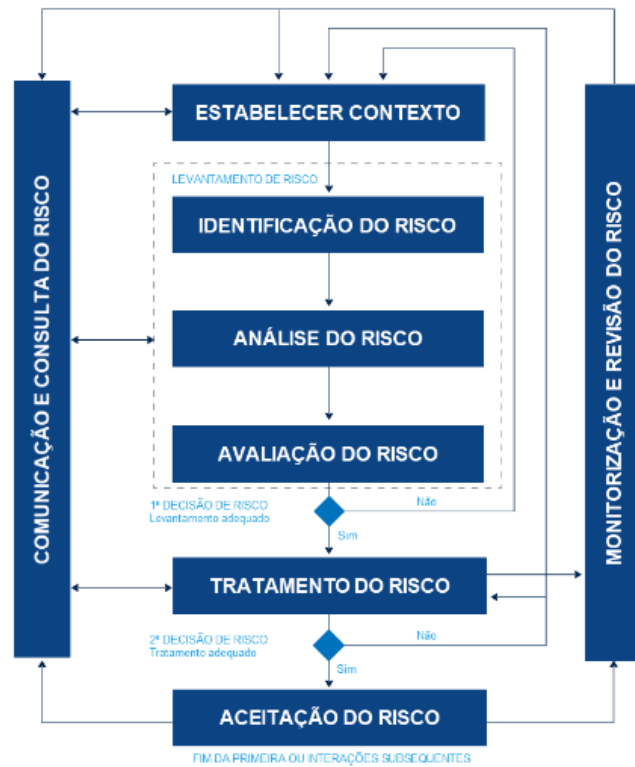 ESTABELECER CONTEXTO
LEVANTAMENTO DE RISCO
IDENTIFICAÇÃO DO RISCO
ANÁLISE DO RISCO
AVALIAÇÃO DO RISCO
1ª DECISÃO DE RISCO
Levantamento adequado
Não
Sim
TRATAMENTO DO RISCO
2ª DECISÃO DE RISCO
Tratamento adequado
Não
Sim
ACEITAÇÃO DO RISCO
FIM DA PRIMEIRA OU INTERAÇÕES SUBSEQUENTES
COMUNICAÇÃO E CONSULTA DO RISCO
MONITORIZAÇÃO E REVISÃO DO RISCO